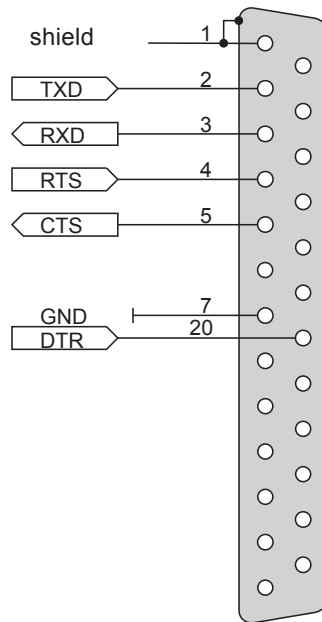 shield 1
TXD 2
RXD 3
RTS 4
CTS 5
GND 7
DTR 20